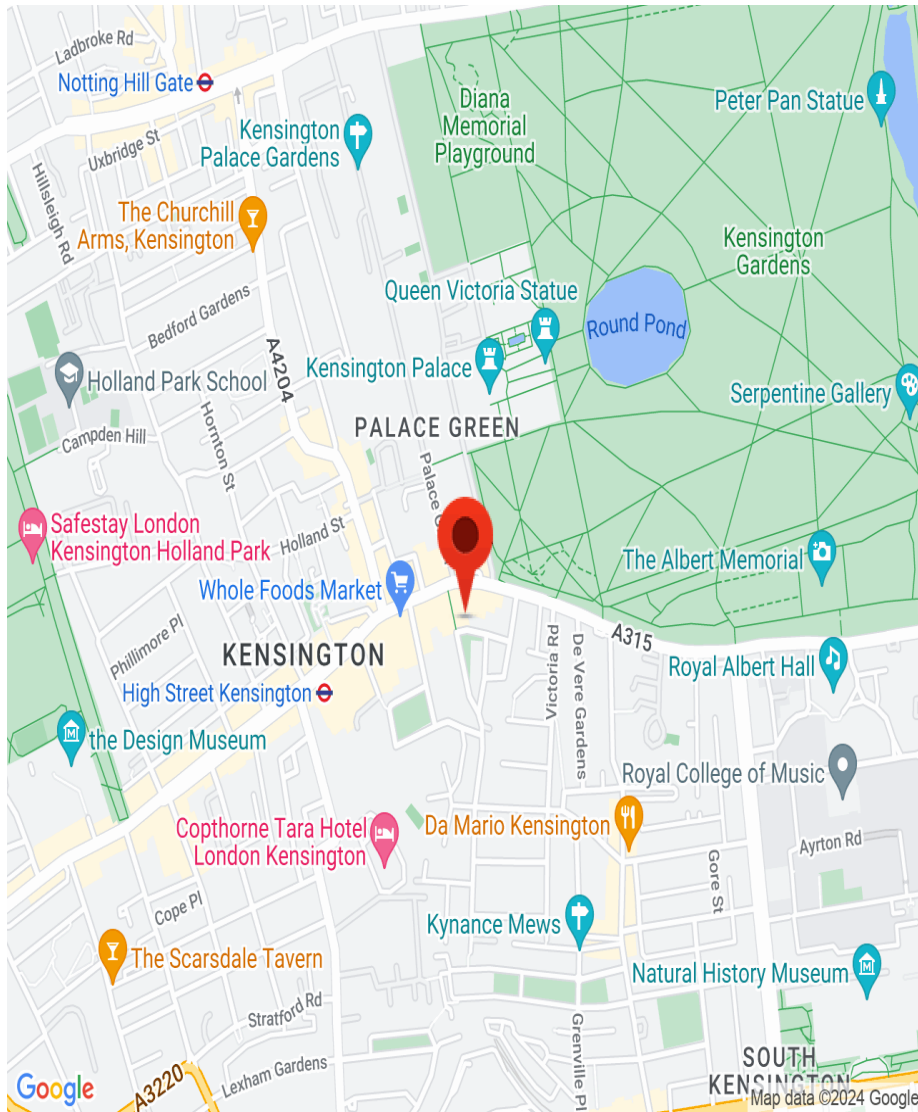 Ladbroke Rd
Notting Hill Gate
Diana
Memorial
Playground
Peter Pan Statue
Kensington
Palace Gardens
Uxbridge St
Hillsleigh Rd
The Churchill
Arms, Kensington
Kensington
Gardens
Bedford Gardens
Queen Victoria Statue
Round Pond
A4204
Kensington Palace
Holland Park School
Serpentine Gallery
Hornton St
Campden Hill
PALACE GREEN
Palace G
Safestay London
Kensington Holland Park
Holland St
The Albert Memorial
Whole Foods Market
Phillimore Pl
KENSINGTON
Victoria Rd
De Vere Gardens
A315
Royal Albert Hall
High Street Kensington
the Design Museum
Royal College of Music
Copthorne Tara Hotel
London Kensington
Da Mario Kensington
Ayrton Rd
Gore St
Cope Pl
Kynance Mews
The Scarsdale Tavern
Natural History Museum
Stratford Rd
Grenville Pl
SOUTH
KENSINGTON
Lexham Gardens
A3220
Google
Map data ©2024 Google